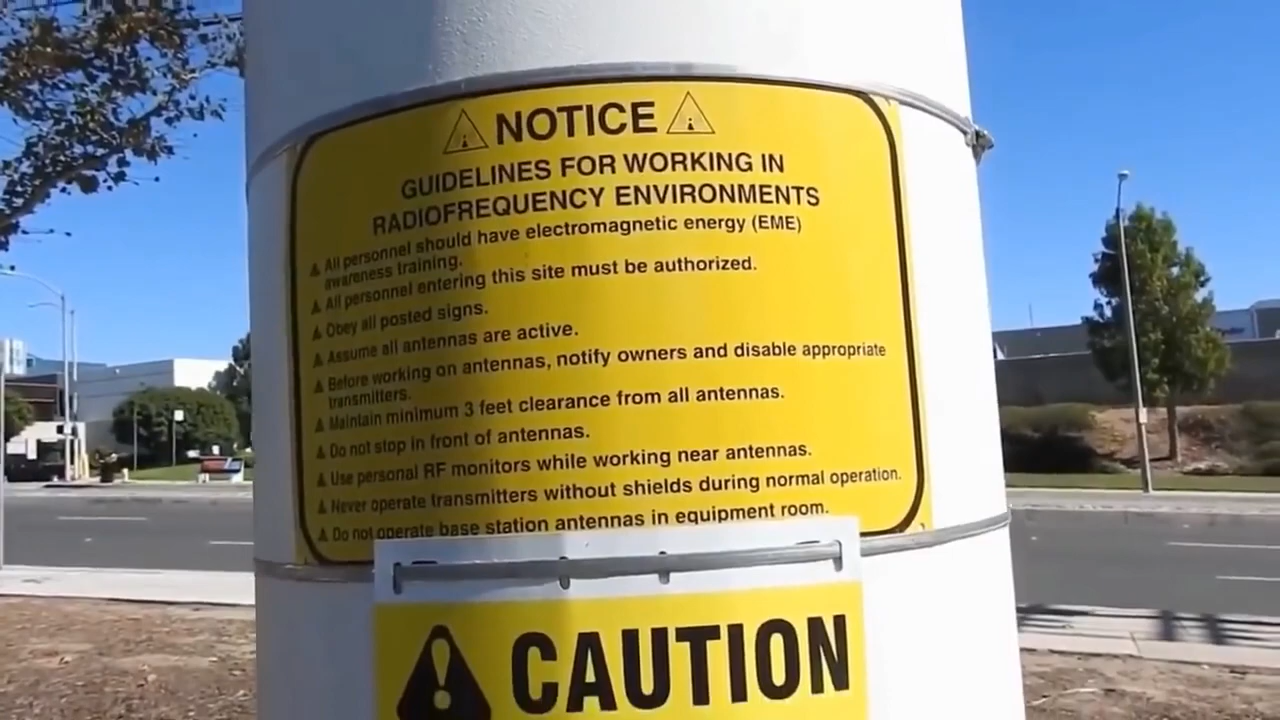 NOTICE
GUIDELINES FOR WORKING IN
RADIOFREQUENCY ENVIRONMENTS
All personnel should have electromagnetic energy (EME)
awareness training.
All personnel entering this site must be authorized.
Obey all posted signs.
Assume all antennas are active.
Before working on antennas, notify owners and disable appropriate
transmitters.
Maintain minimum 3 feet clearance from all antennas.
Do not stop in front of antennas.
Use personal RF monitors while working near antennas.
Never operate transmitters without shields during normal operation.
Do not operate base station antennas in equipment room.
CAUTION